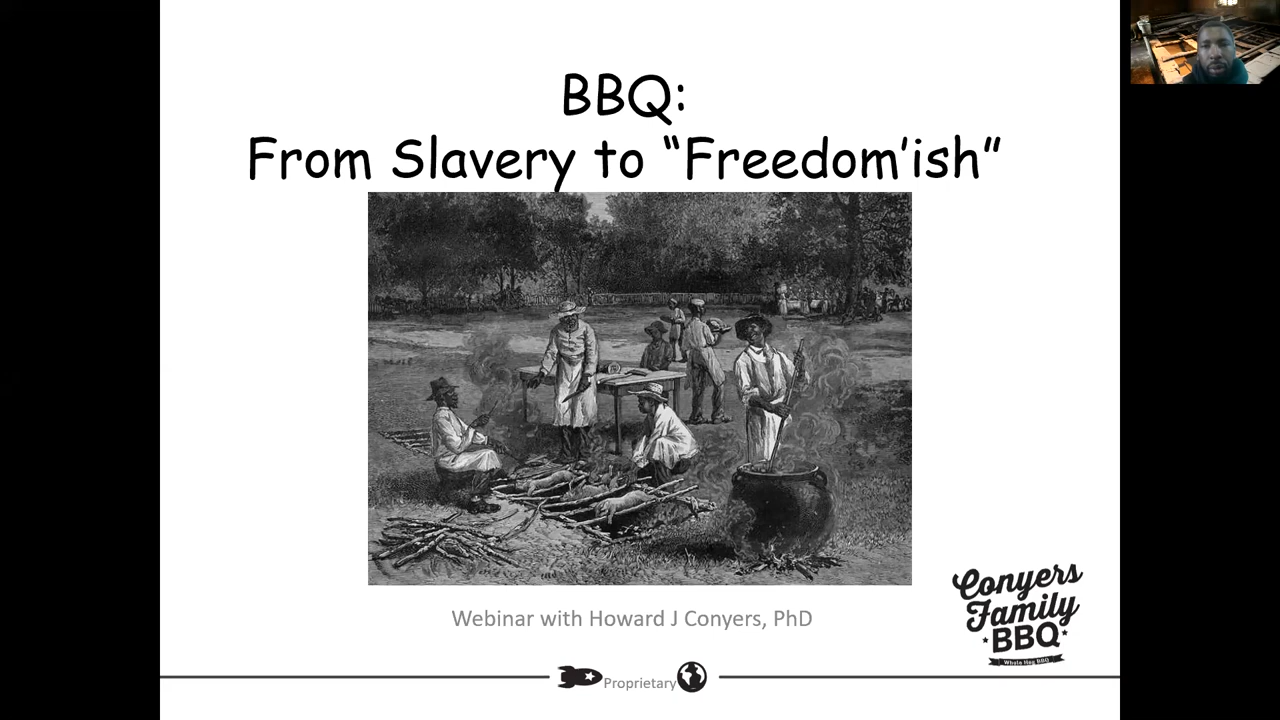 BBQ:
From Slavery to “Freedom’ish”
Webinar with Howard J Conyers, PhD
Conyers
Family
BBQ
Whole Hog BBQ
Proprietary